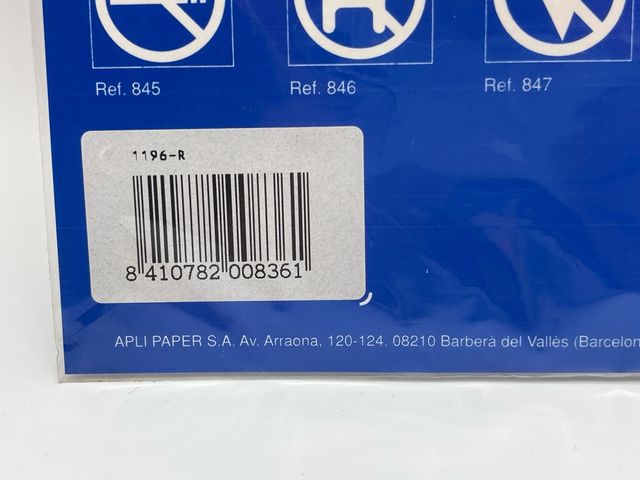 Ref. 845
Ref. 846
Ref. 847
1196-R
8 410782 008361
APLI PAPER S.A. Av. Arraona, 120-124. 08210 Barberà del Vallès (Barcelon